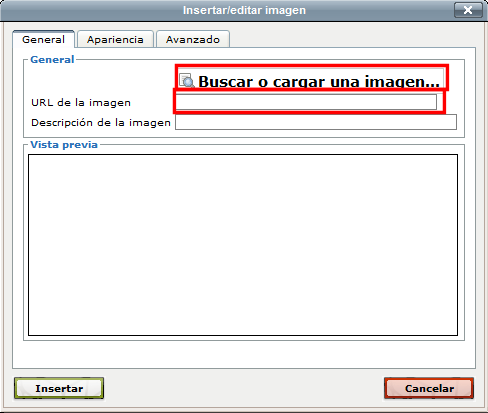 Insertar/editar imagen
General Apariencia Avanzado
General
Buscar o cargar una imagen...
URL de la imagen
Descripción de la imagen
Vista previa
Insertar Cancelar